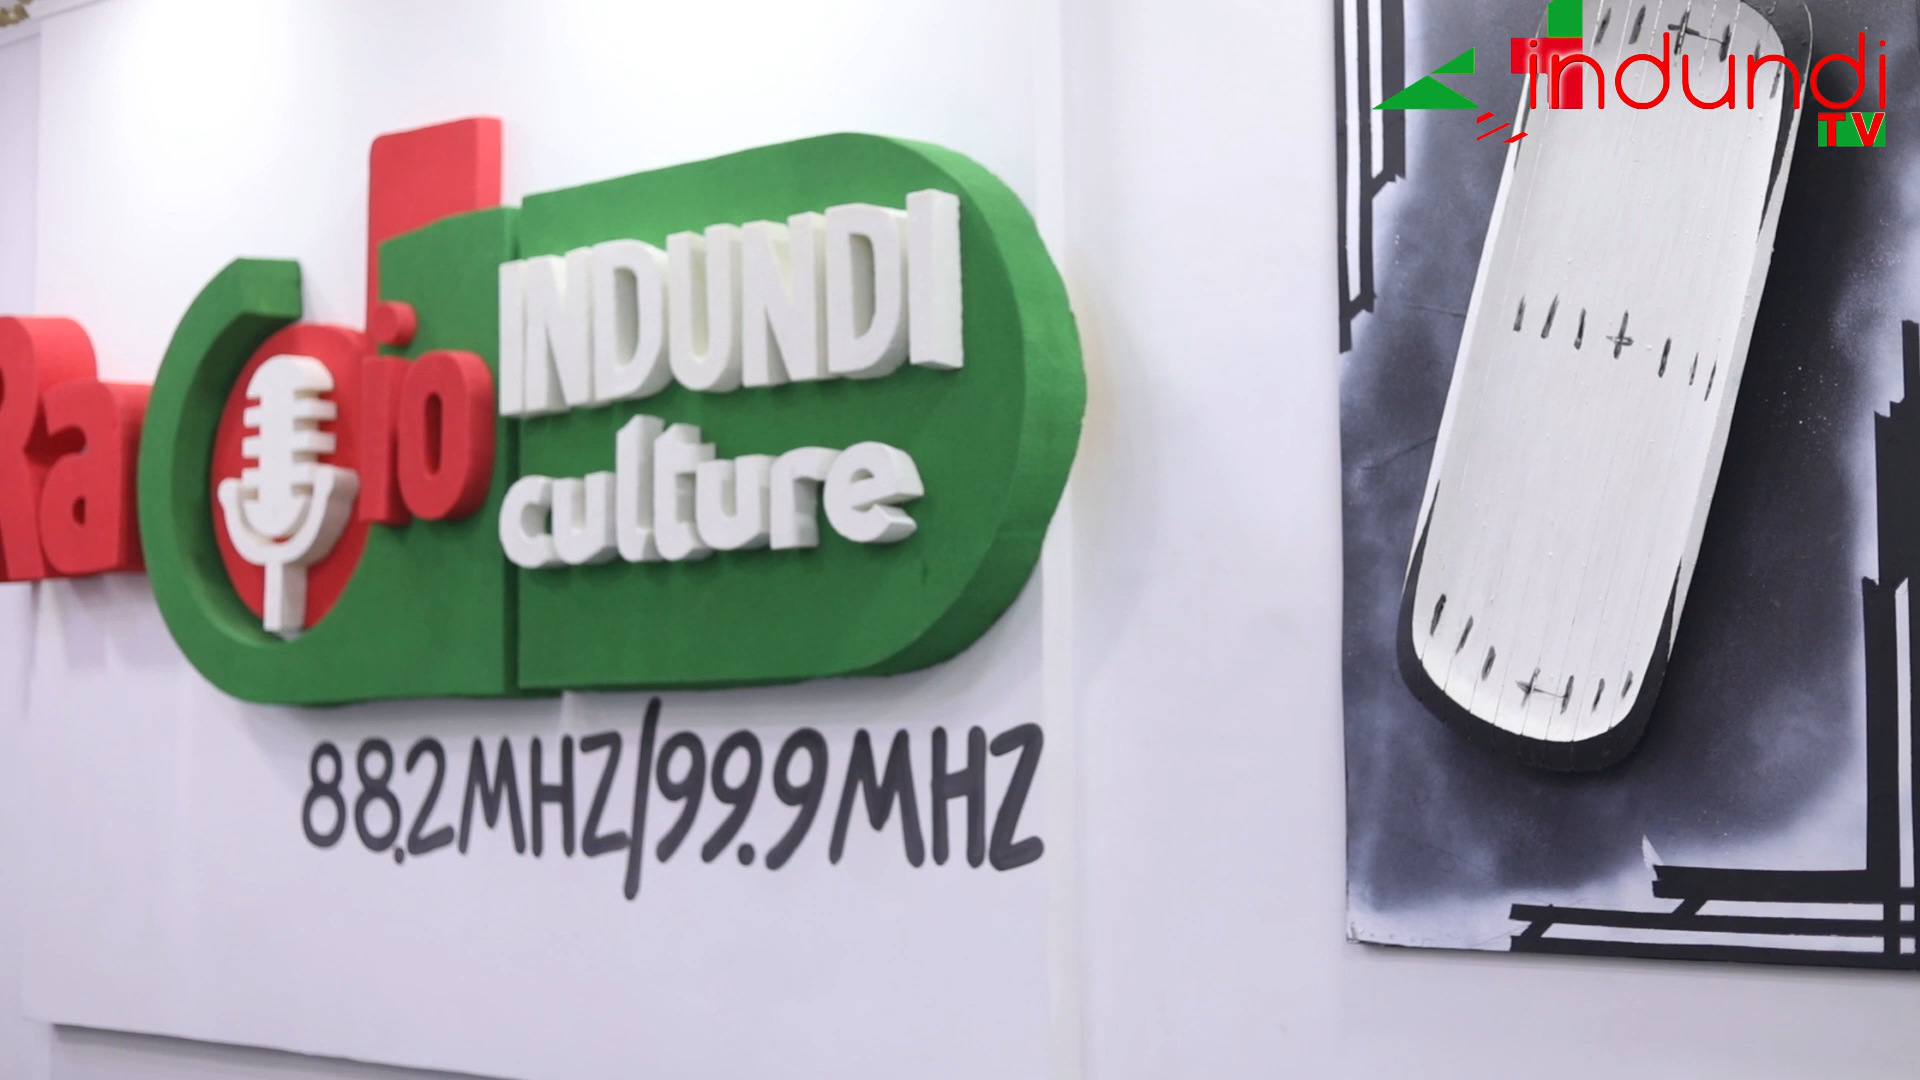 indundi
TV
Radio
INDUNDI
culture
88.2MHZ/99.9MHZ